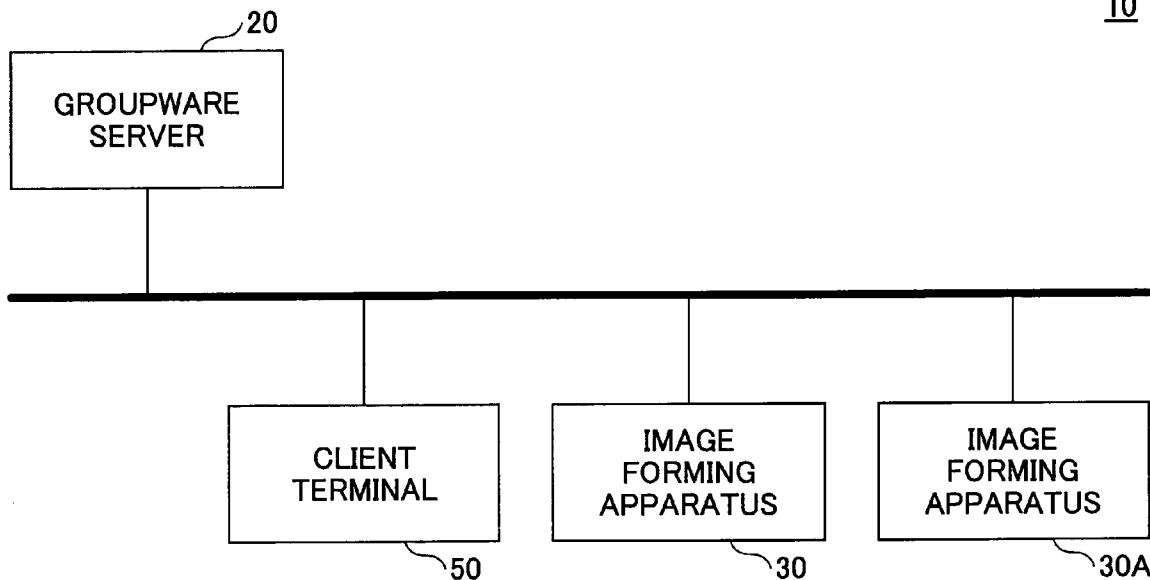 10
20
GROUPWARE
SERVER
CLIENT
TERMINAL
50
IMAGE
FORMING
APPARATUS
30
IMAGE
FORMING
APPARATUS
30A